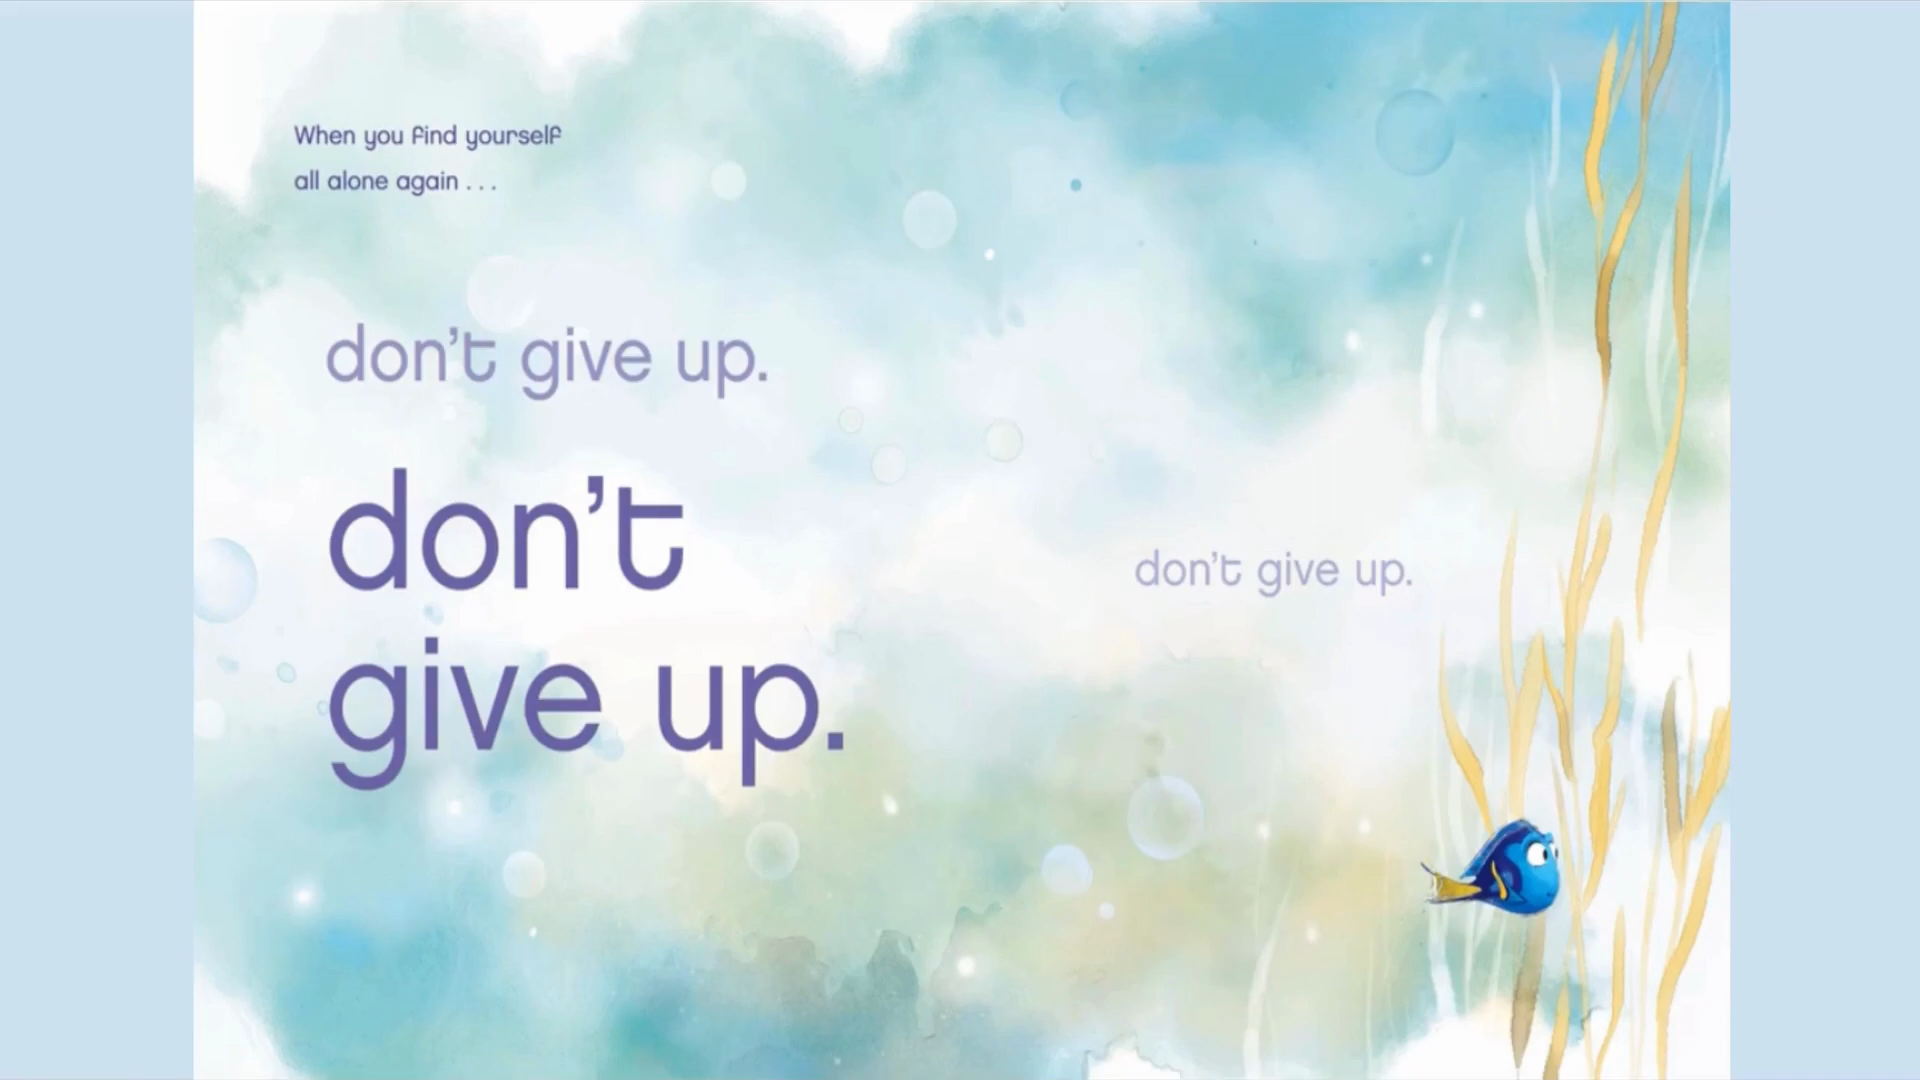 When you find yourself
all alone again . . .
don't give up.
don't
give up.
don't give up.